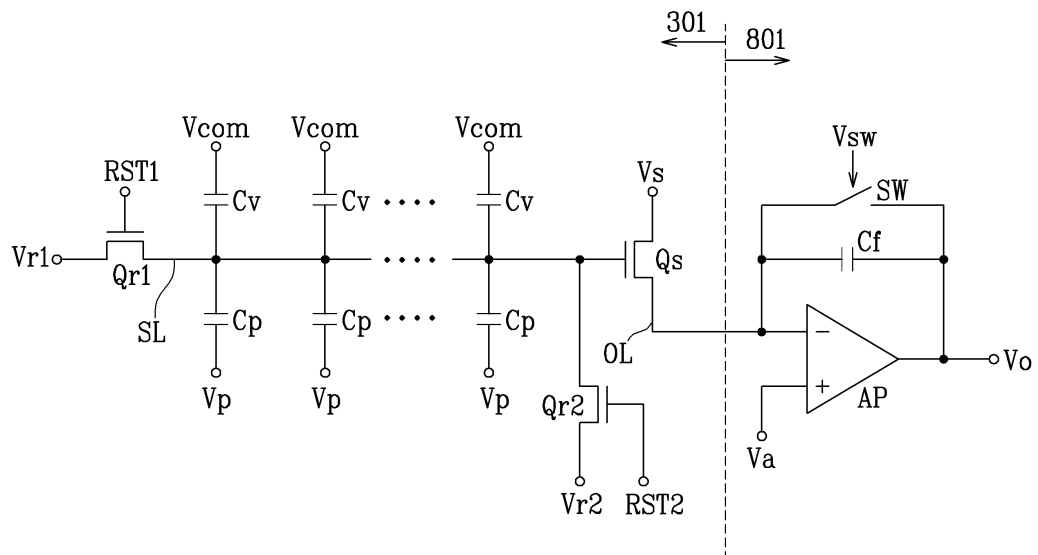 301
801
Vcom Vcom Vcom
Vsw
RST1
Vs
SW
Cv Cv Cv
Cf
Vr1
Qr1
Qs
SL
Cp Cp Cp
OL
Vo
Vp Vp Vp
Qr2
AP
Va
Vr2 RST2